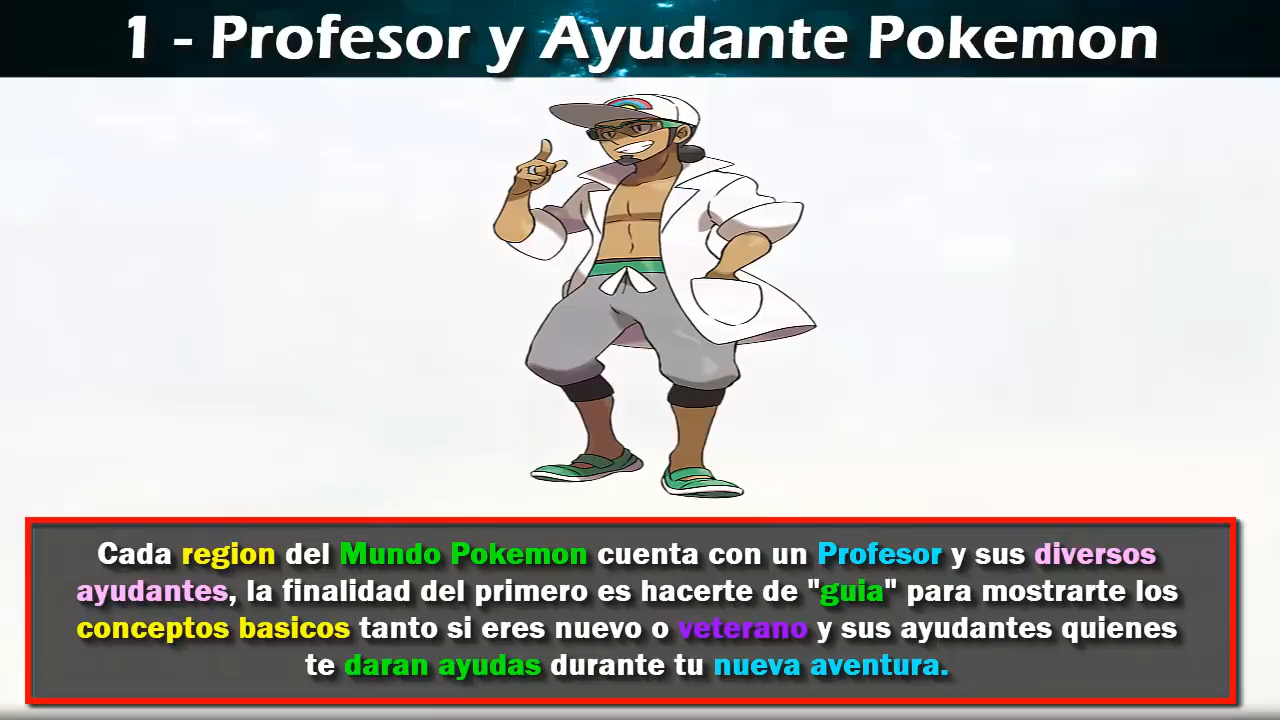 1 - Profesor y Ayudante Pokemon
Cada region del Mundo Pokemon cuenta con un Profesor y sus diversos
ayudantes, la finalidad del primero es hacerte de "guia" para mostrarte los
conceptos basicos tanto si eres nuevo o veterano y sus ayudantes quienes
te daran ayudas durante tu nueva aventura.